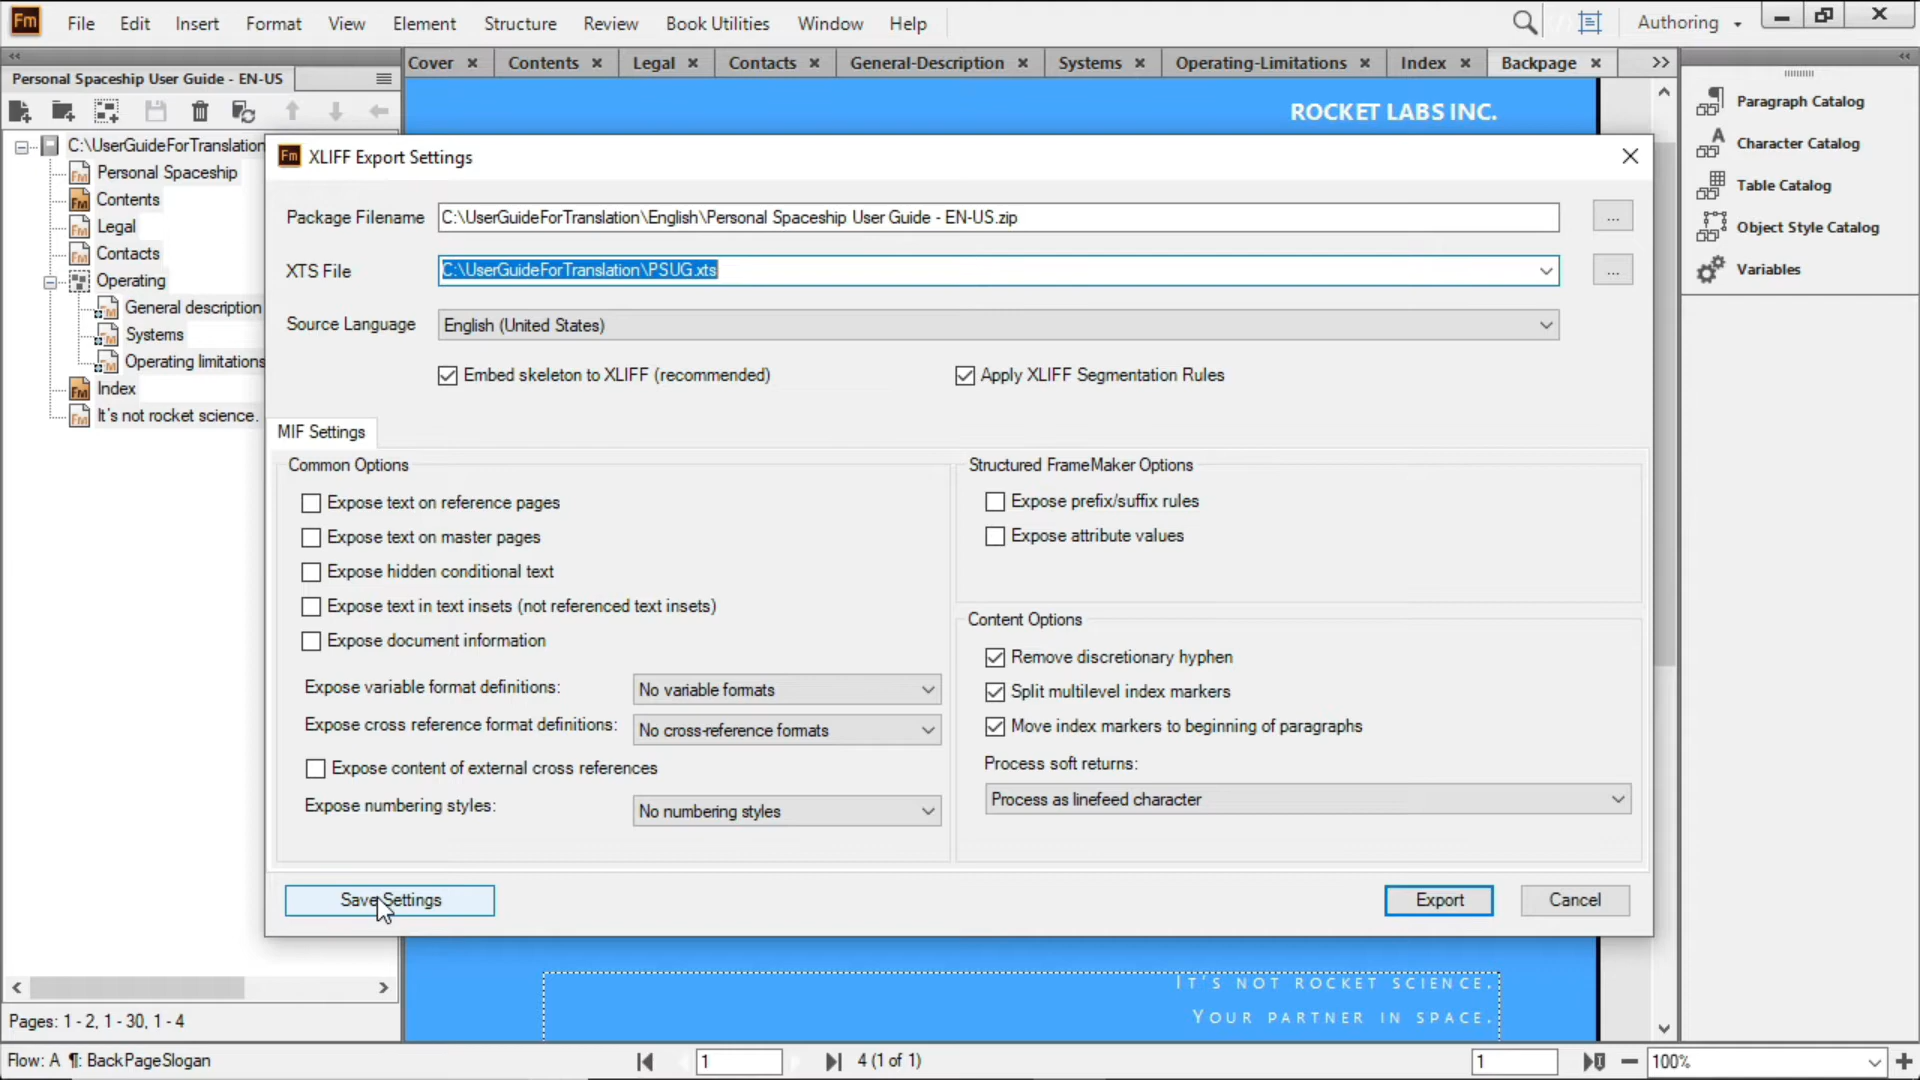 Fm File Edit Insert Format View Element Structure Review Book Utilities Window Help Authoring
Personal Spaceship User Guide - EN-US
Cover Contents Legal Contacts General-Description Systems Operating-Limitations Index Backpage
C:\UserGuideForTranslation
Personal Spaceship
Contents
Legal
Contacts
Operating
General description
Systems
Operating limitations
Index
It's not rocket science.
Pages: 1 - 2, 1 - 30, 1 - 4
ROCKET LABS INC.
XLIFF Export Settings
Package Filename C:\UserGuideForTranslation\English\Personal Spaceship User Guide - EN-US.zip ...
XTS File C:\UserGuideForTranslation\PSUG.xts ...
Source Language English (United States)
Embed skeleton to XLIFF (recommended) Apply XLIFF Segmentation Rules
MIF Settings
Common Options
Expose text on reference pages
Expose text on master pages
Expose hidden conditional text
Expose text in text insets (not referenced text insets)
Expose document information
Expose variable format definitions: No variable formats
Expose cross reference format definitions: No cross-reference formats
Expose content of external cross references
Expose numbering styles: No numbering styles
Structured FrameMaker Options
Expose prefix/suffix rules
Expose attribute values
Content Options
Remove discretionary hyphen
Split multilevel index markers
Move index markers to beginning of paragraphs
Process soft returns:
Process as linefeed character
Save Settings Export Cancel
IT'S NOT ROCKET SCIENCE.
YOUR PARTNER IN SPACE.
Paragraph Catalog
Character Catalog
Table Catalog
Object Style Catalog
Variables
Flow: A ¶: BackPageSlogan 1 4 (1 of 1) 1 100%